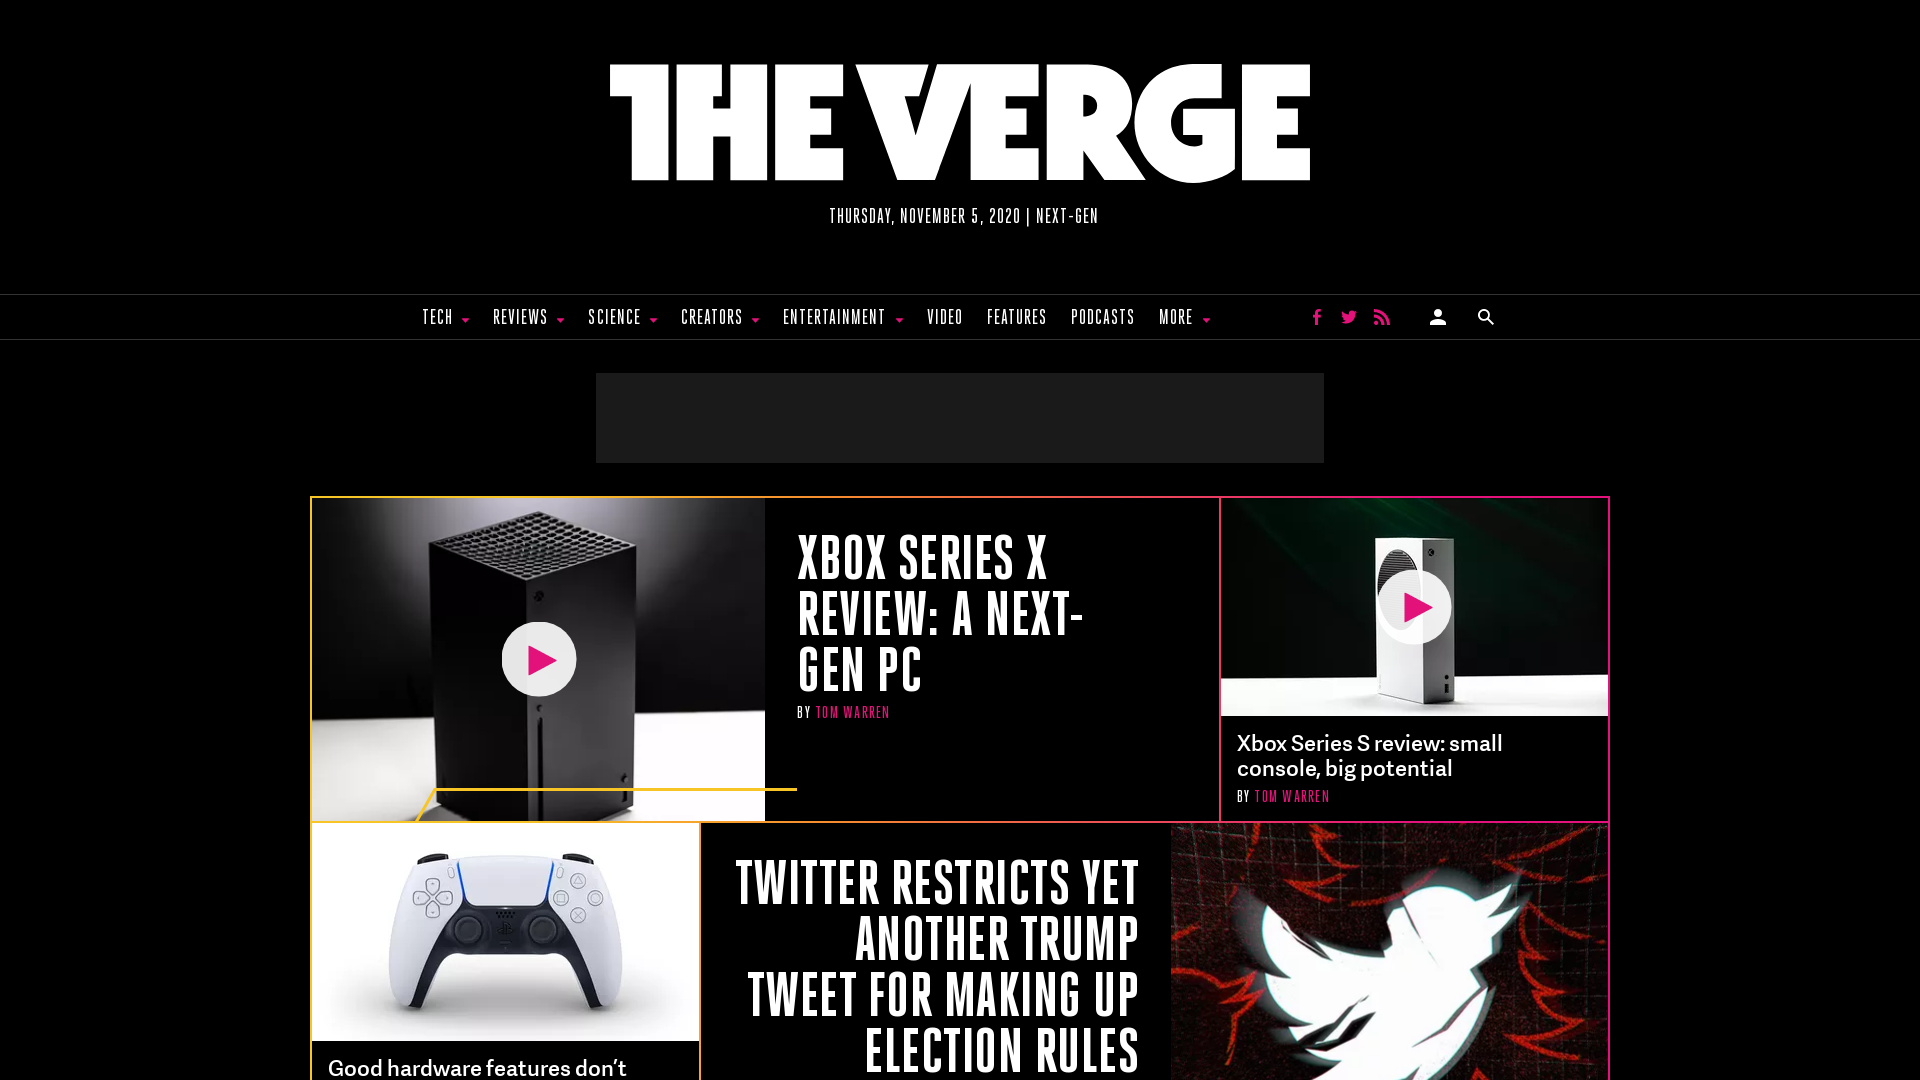 THE VERGE
THURSDAY, NOVEMBER 5, 2020 | NEXT-GEN
TECH REVIEWS SCIENCE CREATORS ENTERTAINMENT VIDEO FEATURES PODCASTS MORE
XBOX SERIES X
REVIEW: A NEXT-
GEN PC
BY TOM WARREN
Xbox Series S review: small
console, big potential
BY TOM WARREN
Good hardware features don’t
TWITTER RESTRICTS YET
ANOTHER TRUMP
TWEET FOR MAKING UP
ELECTION RULES